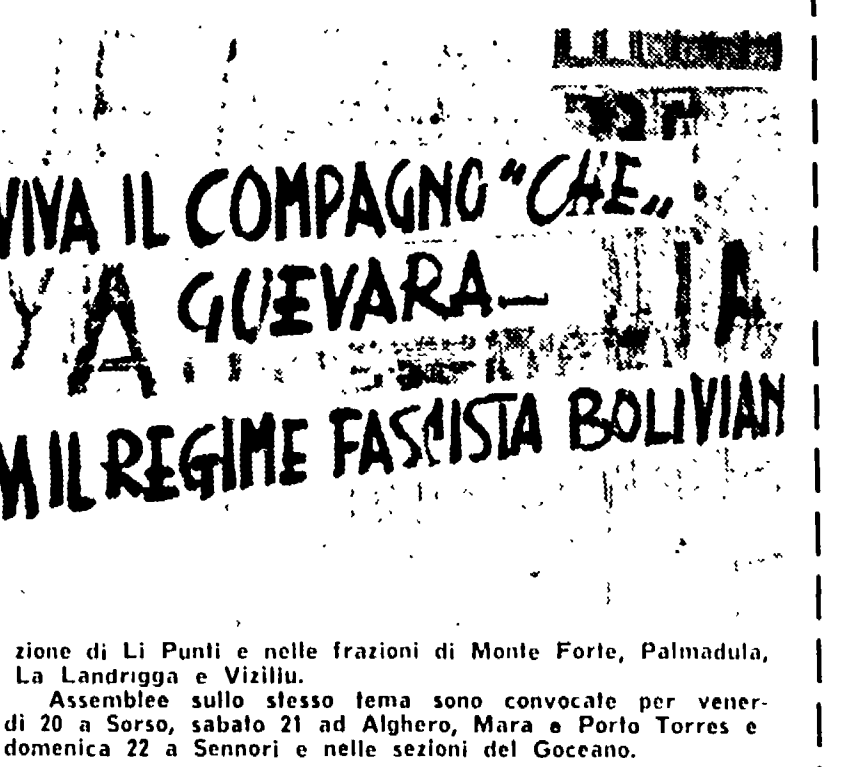 VIVA IL COMPAGNO "CHE"
GUEVARA
M IL REGIME FASCISTA BOLIVIAN
zione di Li Punti e nelle frazioni di Monte Forte, Palmadula,
La Landrigga e Viziliu.
Assemblee sullo stesso tema sono convocate per vener-
dì 20 a Sorso, sabato 21 ad Alghero, Mara e Porto Torres e
domenica 22 a Sennori e nelle sezioni del Goceano.